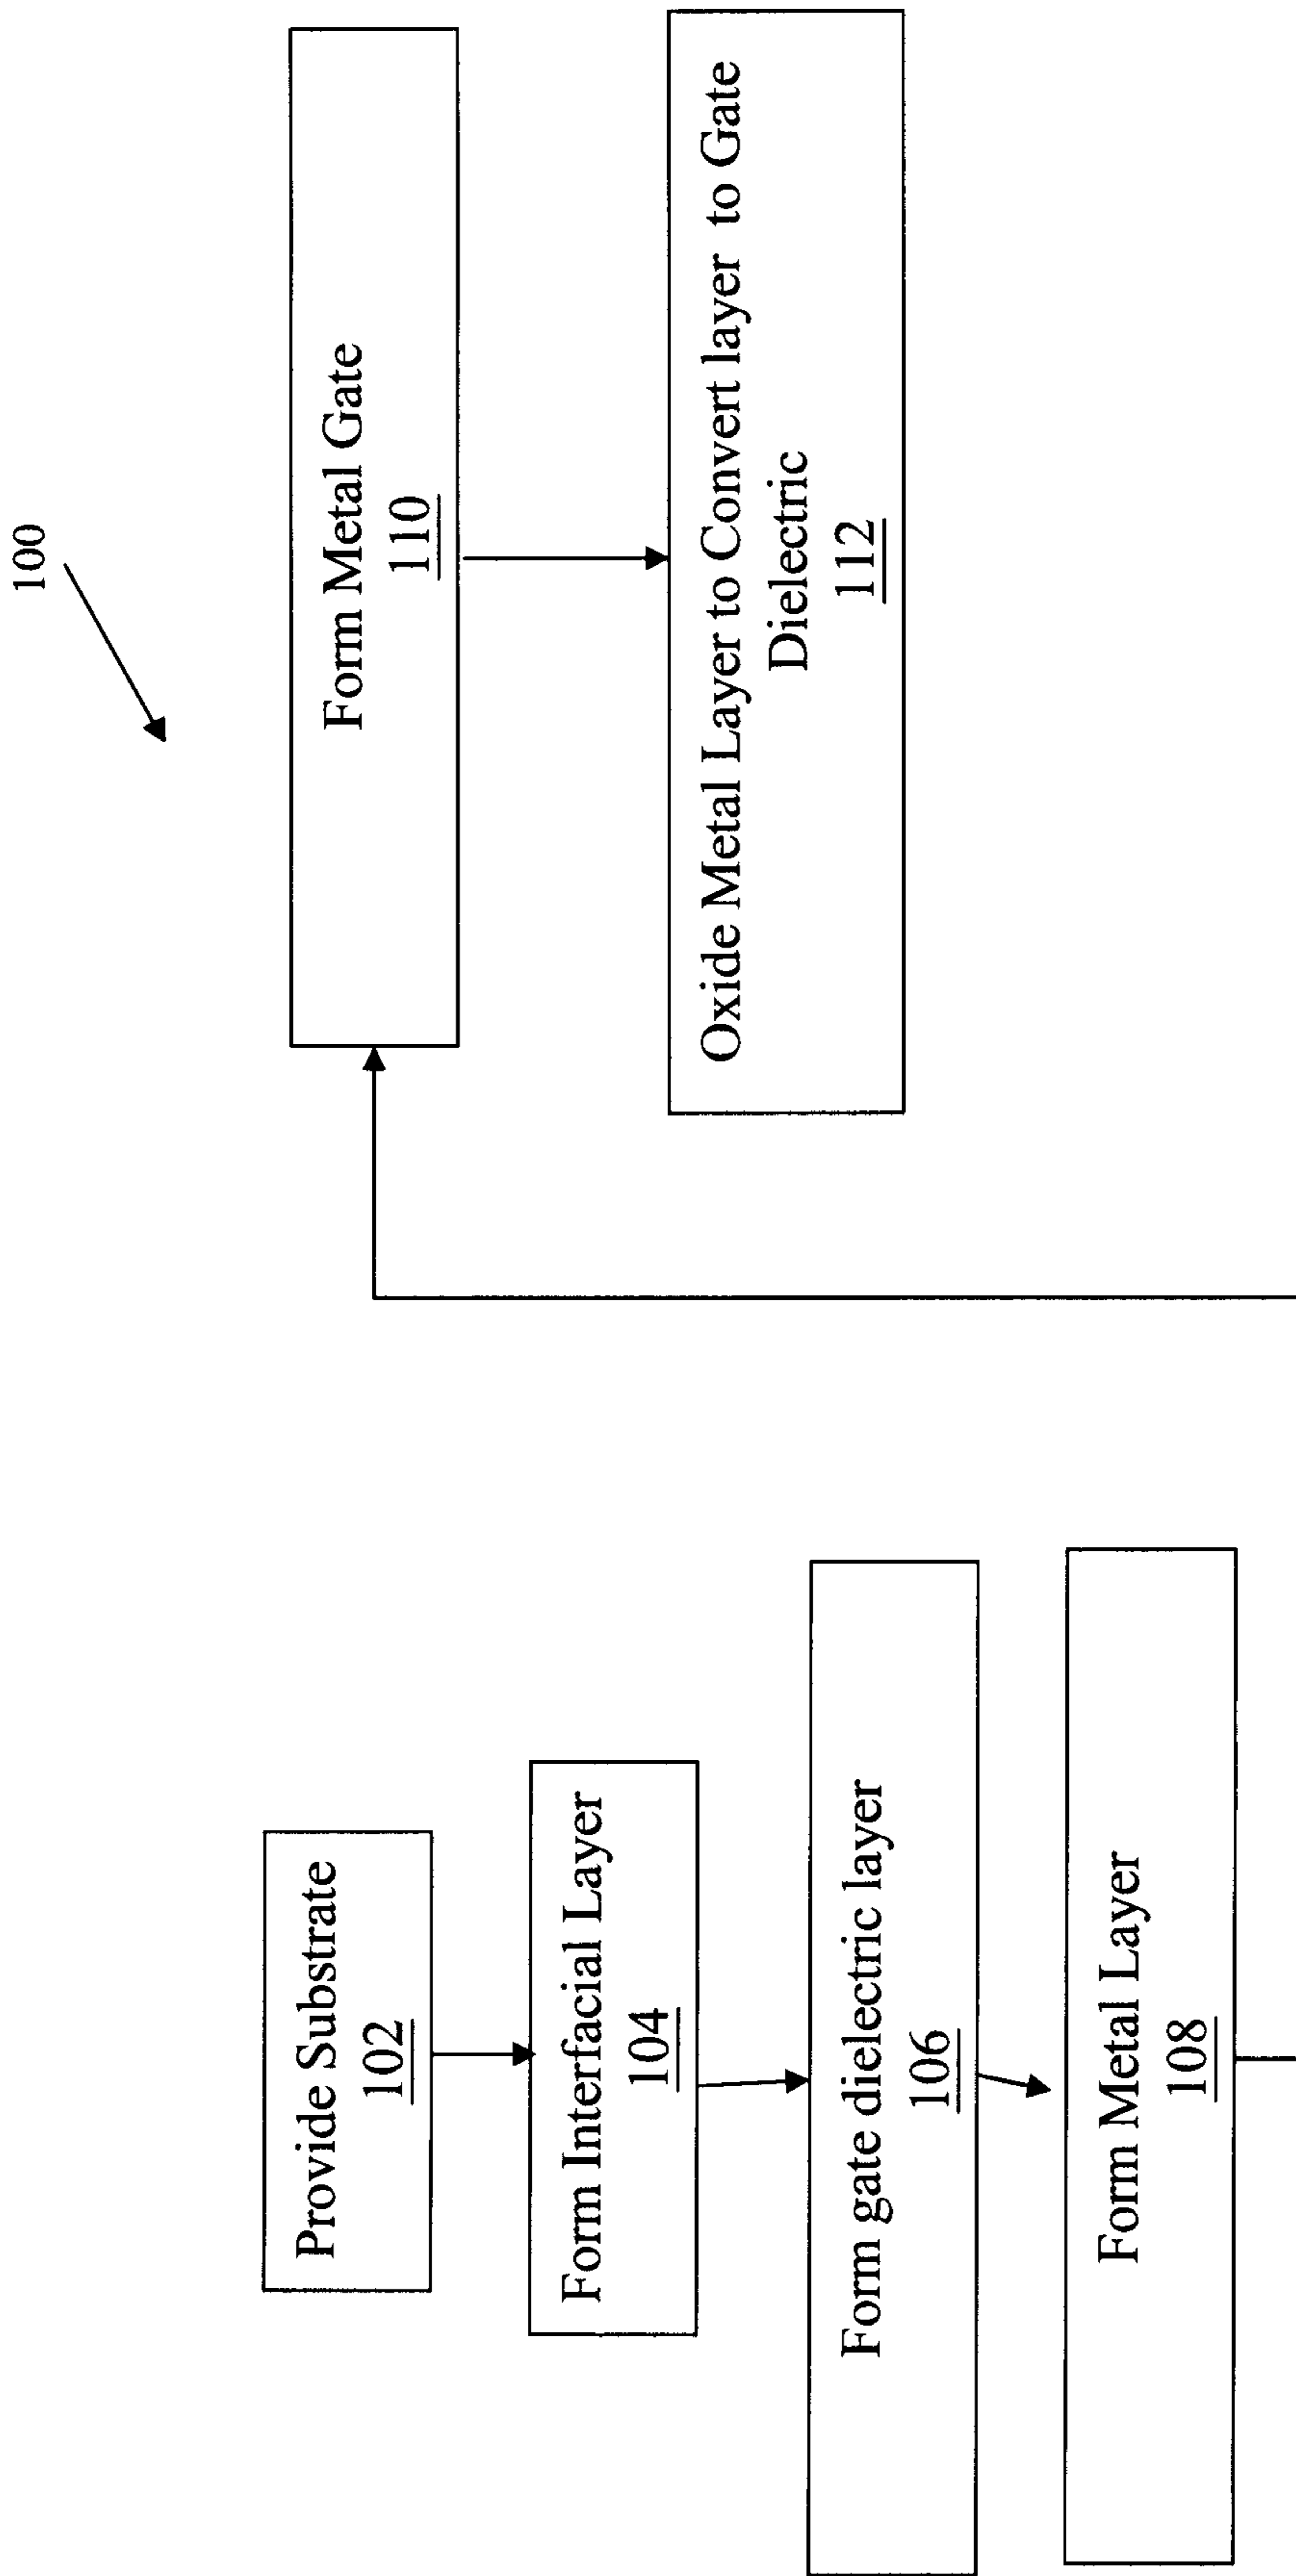 100
Provide Substrate
102
Form Interfacial Layer
104
Form gate dielectric layer
106
Form Metal Layer
108
Form Metal Gate
110
Oxide Metal Layer to Convert layer to Gate
Dielectric
112